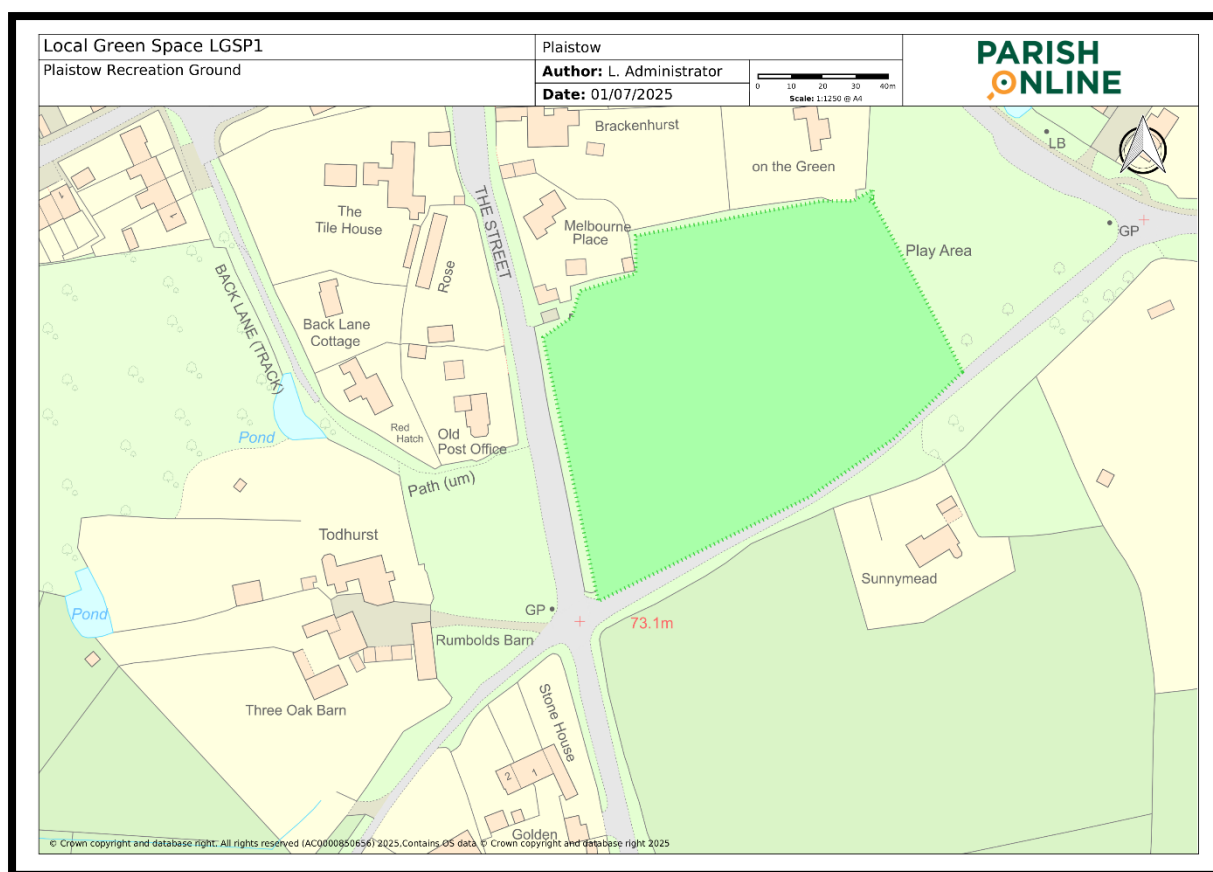 Local Green Space LGSP1
Plaistow Recreation Ground
Plaistow
Author: L. Administrator
Date: 01/07/2025
0 10 20 30 40m
Scale: 1:1250 @ A4
PARISH
ONLINE
Brackenhurst
on the Green
LB
GP
The
Tile House
THE STREET
Melbourne
Place
Rose
Play Area
BACK LANE (TRACK)
1
1
Back Lane
Cottage
Red
Hatch
Old
Post Office
Pond
Path (um)
Todhurst
Sunnymead
Pond
GP
73.1m
Rumbolds Barn
Three Oak Barn
Stone House
2
1
Golden
© Crown copyright and database right. All rights reserved (AC0000850656) 2025.Contains OS data © Crown copyright and database right 2025